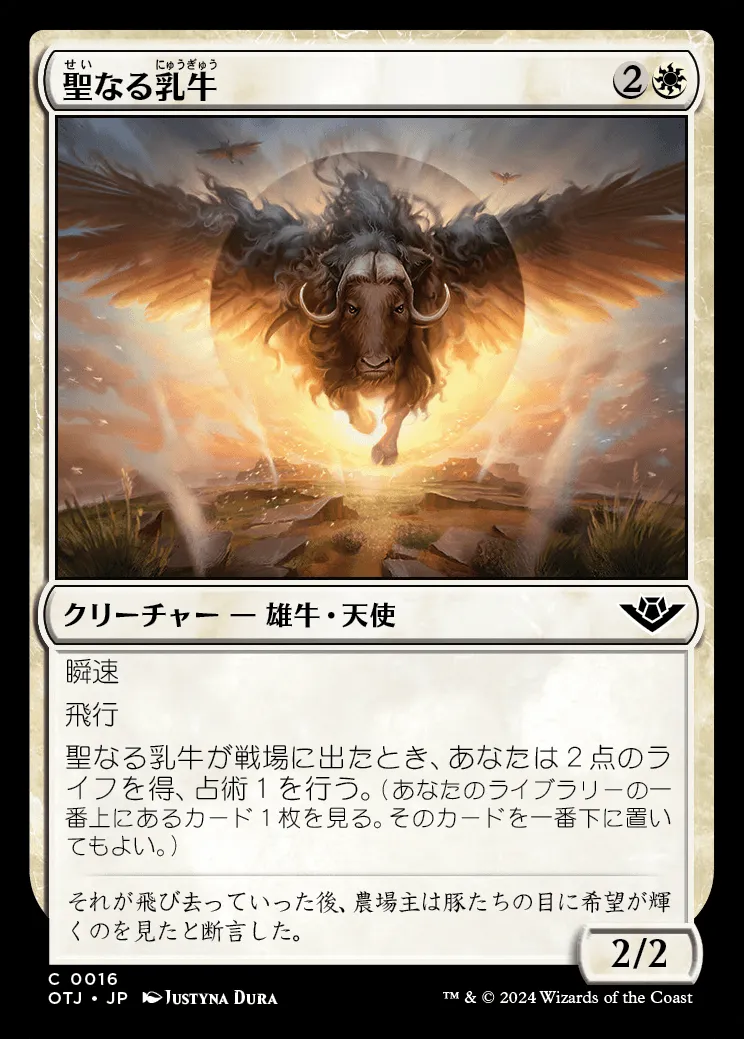 せい にゅうぎゅう
聖なる乳牛 2
クリーチャー — 雄牛・天使
瞬速
飛行
聖なる乳牛が戦場に出たとき、あなたは２点のラ
イフを得、占術１を行う。（あなたのライブラリーの一
番上にあるカード１枚を見る。そのカードを一番下に置い
てもよい。）
それが飛び去っていった後、農場主は豚たちの目に希望が輝
くのを見たと断言した。
2/2
C 0016
OTJ • JP Justyna Dura
™ & © 2024 Wizards of the Coast